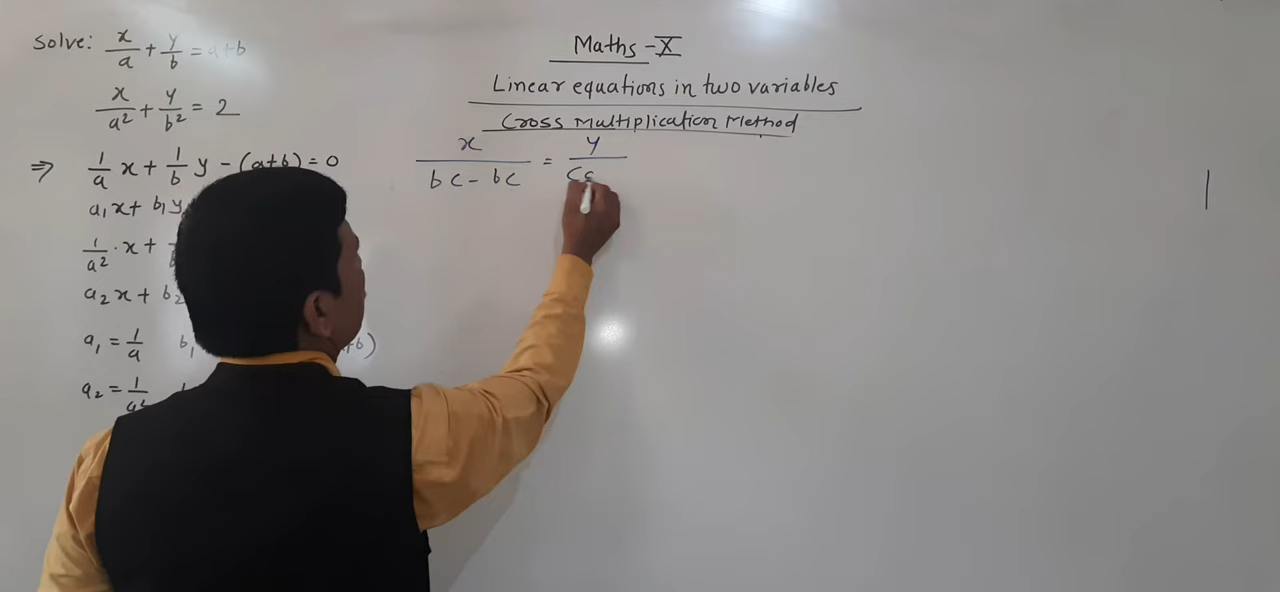 Solve: x/a + y/b = a+b
x/a² + y/b² = 2
⇒ 1/a x + 1/b y - (a+b) = 0
a₁x + b₁y
1/a² · x +
a₂x + b₂
a₁ = 1/a b₁ +b)
a₂ = 1/a²
Maths - X
Linear equations in two variables
Cross Multiplication Method
x/(bc - bc) = y/(c